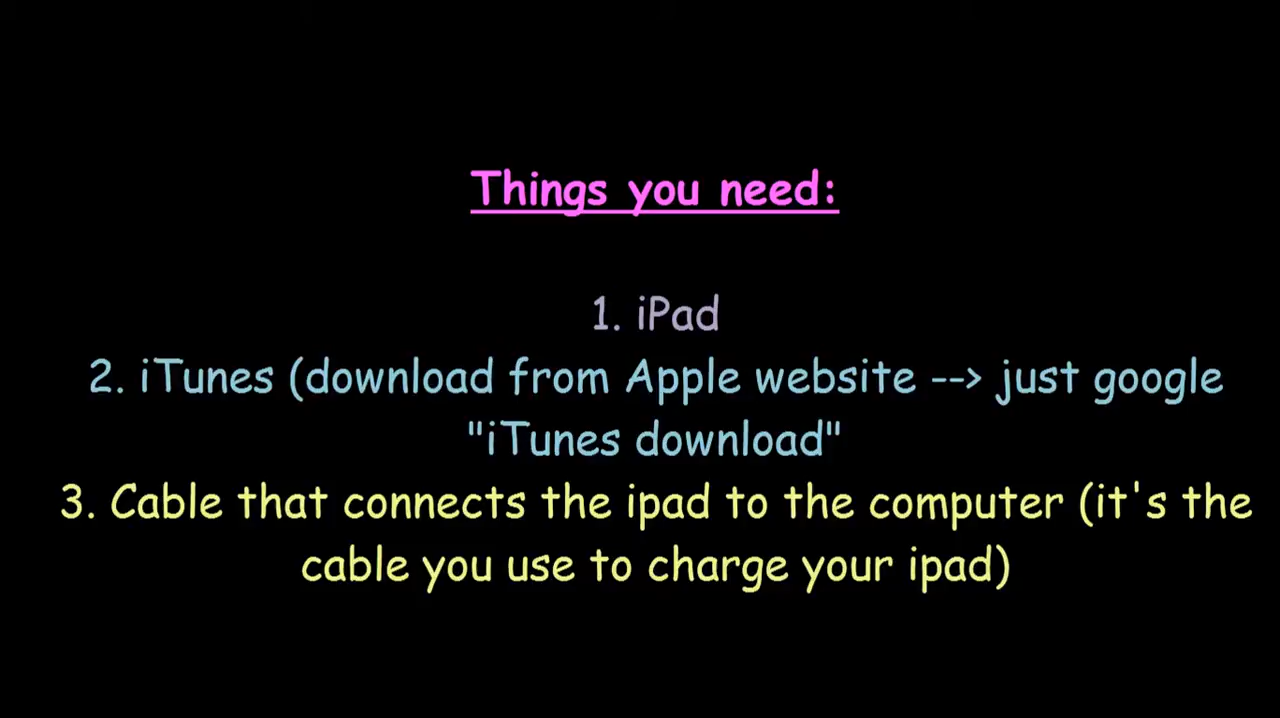 Things you need:
1. iPad
2. iTunes (download from Apple website --> just google
"iTunes download"
3. Cable that connects the ipad to the computer (it's the
cable you use to charge your ipad)